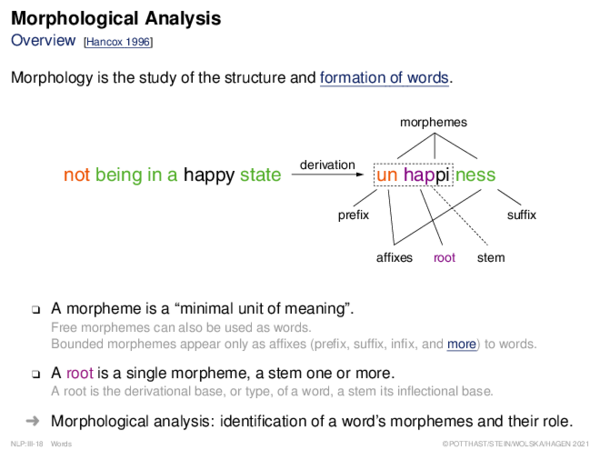 Morphological Analysis
Overview [Hancox 1996]
Morphology is the study of the structure and formation of words.
morphemes
not being in a happy state
derivation
un happi ness
prefix
suffix
affixes root stem
❑ A morpheme is a “minimal unit of meaning”.
Free morphemes can also be used as words.
Bounded morphemes appear only as affixes (prefix, suffix, infix, and more) to words.
❑ A root is a single morpheme, a stem one or more.
A root is the derivational base, or type, of a word, a stem its inflectional base.
➜ Morphological analysis: identification of a word’s morphemes and their role.
NLP:III-18 Words
©POTTHAST/STEIN/WOLSKA/HAGEN 2021